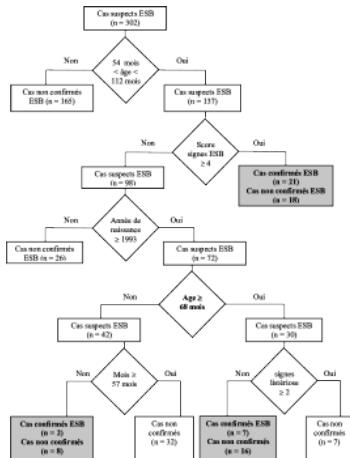 Cas suspects ESB
(n = 302)
Non
54 mois
< âge <
112 mois
Oui
Cas non confirmés
ESB (n = 165)
Cas suspects ESB
(n = 137)
Non
Score
signes ESB
≥ 4
Oui
Cas suspects ESB
(n = 98)
Cas confirmés ESB
(n = 21)
Cas non confirmés ESB
(n = 18)
Non
Année de
naissance
≥ 1993
Oui
Cas non confirmés
ESB (n = 26)
Cas suspects ESB
(n = 72)
Non
Age ≥
68 mois
Oui
Cas suspects ESB
(n = 42)
Cas suspects ESB
(n = 30)
Non
Mois ≥
57 mois
Oui
Non
signes
listériose
≥ 2
Oui
Cas confirmés ESB
(n = 2)
Cas non confirmés
(n = 8)
Cas non
confirmés
(n = 32)
Cas confirmés ESB
(n = 7)
Cas non confirmés
(n = 16)
Cas non
confirmés
(n = 7)